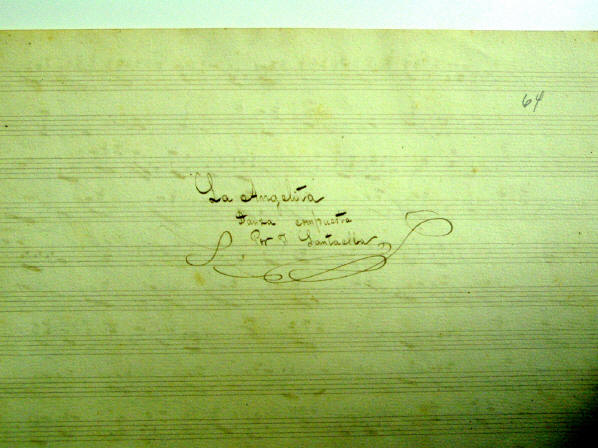 64
La Angelita
Danza compuesta
Por J Santaella